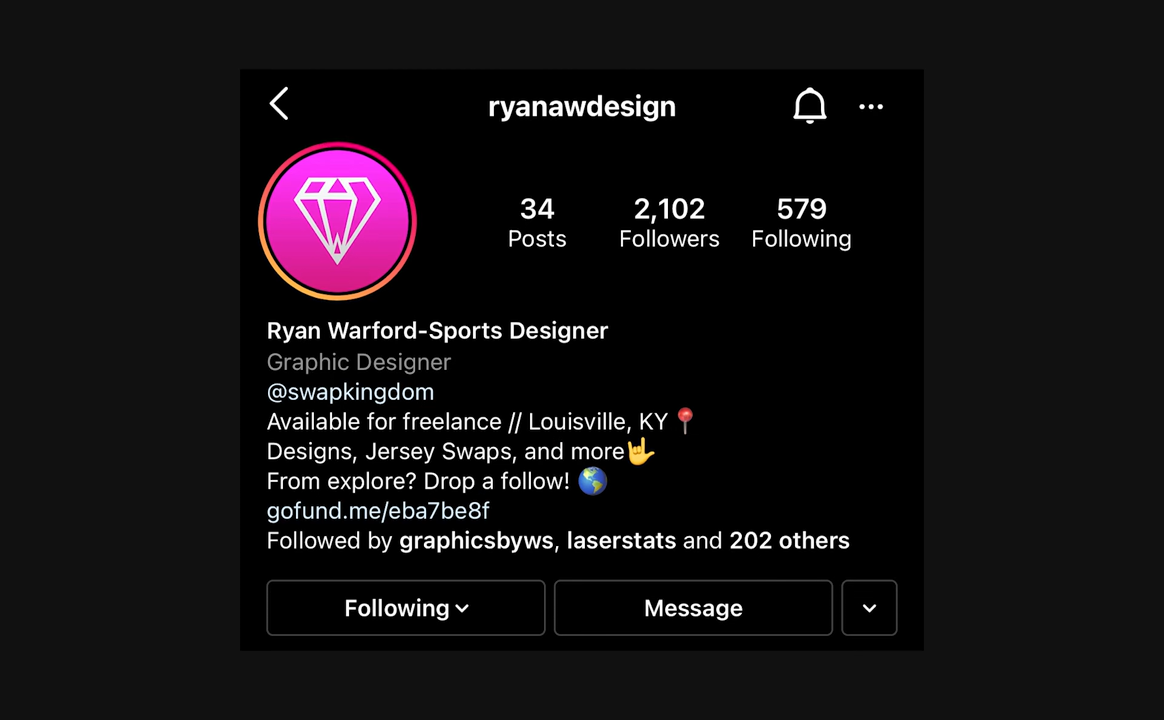 ryanawdesign
34 2,102 579
Posts Followers Following
Ryan Warford-Sports Designer
Graphic Designer
@swapkingdom
Available for freelance // Louisville, KY📍
Designs, Jersey Swaps, and more🤟
From explore? Drop a follow! 🌎
gofund.me/eba7be8f
Followed by graphicsbyws, laserstats and 202 others
Following Message